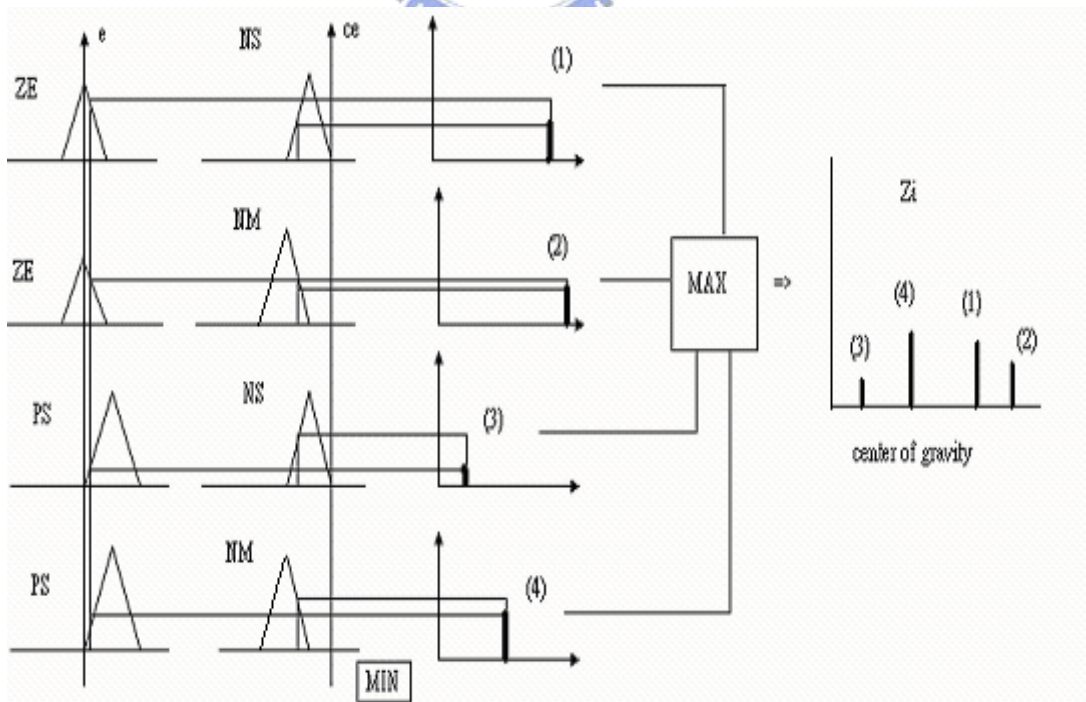 e
NS
ce
(1)
ZE
NM
(2)
ZE
MAX
=>
Zi
(4)
(1)
(3)
(2)
PS
NS
(3)
center of gravity
PS
NM
(4)
MIN